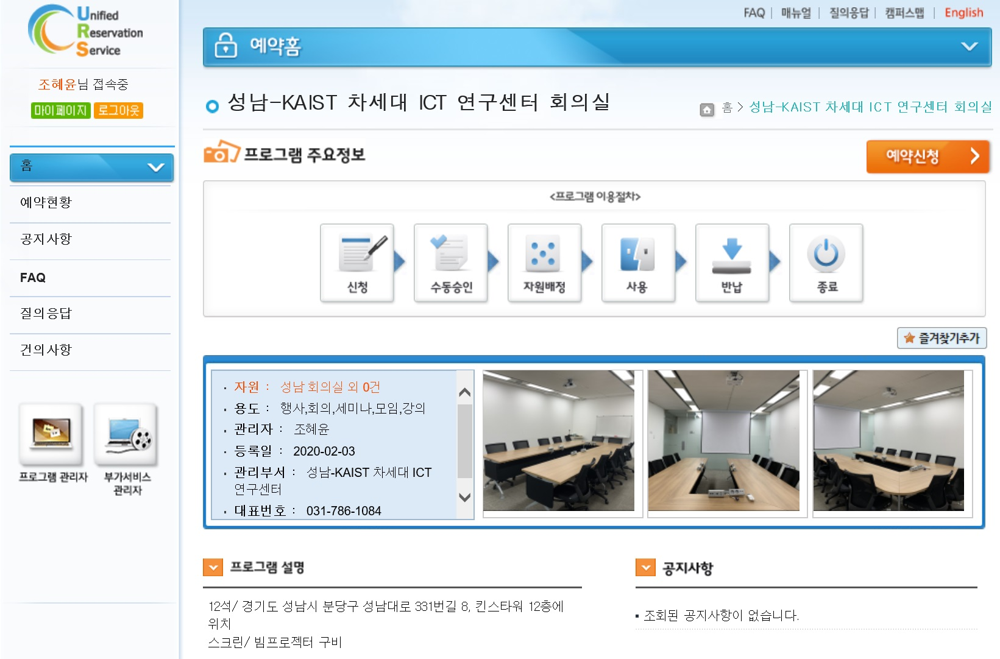 Unified
Reservation
Service
조혜윤님 접속중
마이페이지 로그아웃
홈
예약현황
공지사항
FAQ
질의응답
건의사항
프로그램 관리자
부가서비스
관리자
FAQ | 매뉴얼 | 질의응답 | 캠퍼스맵 | English
예약홈
성남-KAIST 차세대 ICT 연구센터 회의실
홈 > 성남-KAIST 차세대 ICT 연구센터 회의실
프로그램 주요정보
예약신청
<프로그램 이용절차>
신청
수동승인
자원배정
사용
반납
종료
즐겨찾기추가
· 자원 : 성남 회의실 외 0건
· 용도 : 행사,회의,세미나,모임,강의
· 관리자 : 조혜윤
· 등록일 : 2020-02-03
· 관리부서 : 성남-KAIST 차세대 ICT
연구센터
· 대표번호 : 031-786-1084
프로그램 설명
12석/ 경기도 성남시 분당구 성남대로 331번길 8, 킨스타워 12층에
위치
스크린/ 빔프로젝터 구비
공지사항
▪ 조회된 공지사항이 없습니다.